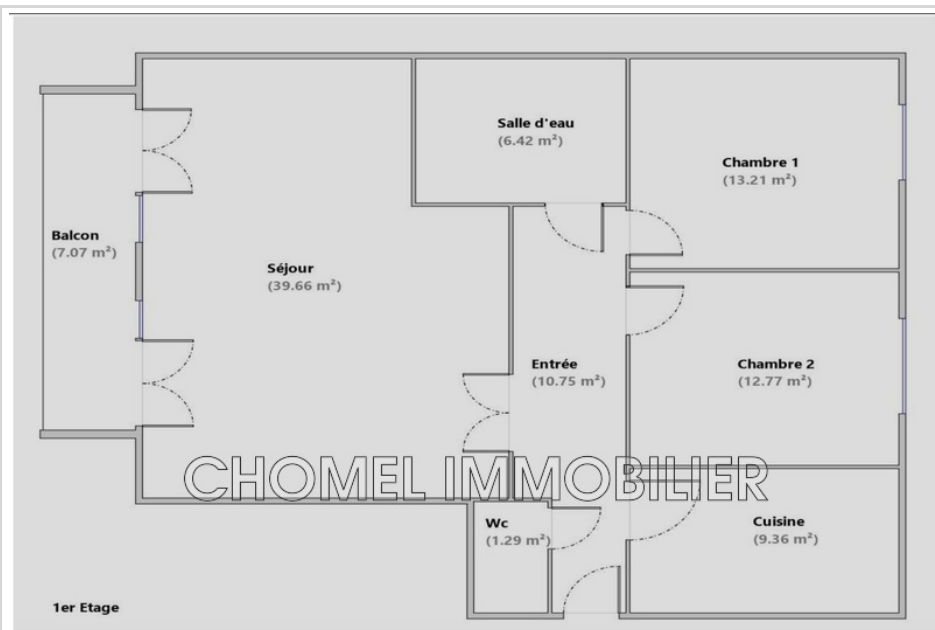 Salle d'eau
(6.42 m²)
Chambre 1
(13.21 m²)
Balcon
(7.07 m²)
Séjour
(39.66 m²)
Entrée
(10.75 m²)
Chambre 2
(12.77 m²)
CHOMEL IMMOBILIER
Wc
(1.29 m²)
Cuisine
(9.36 m²)
1er Etage